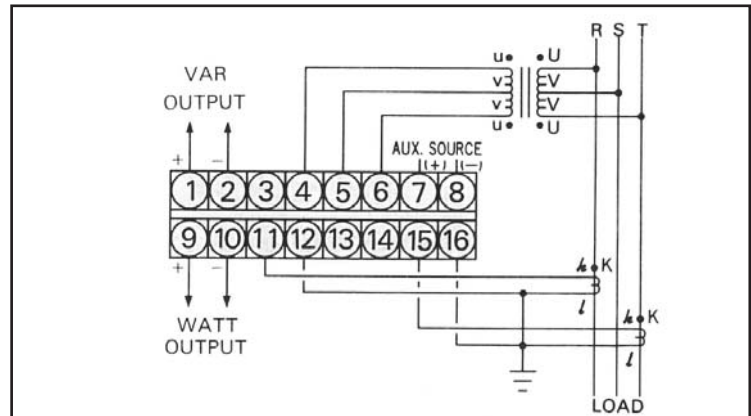 R S T
u U
VAR
OUTPUT
v V
v V
u U
AUX. SOURCE
(+) (−)
+ −
1 2 3 4 5 6 7 8
9 10 11 12 13 14 15 16
+ −
WATT
OUTPUT
k K
l
k K
l
LOAD